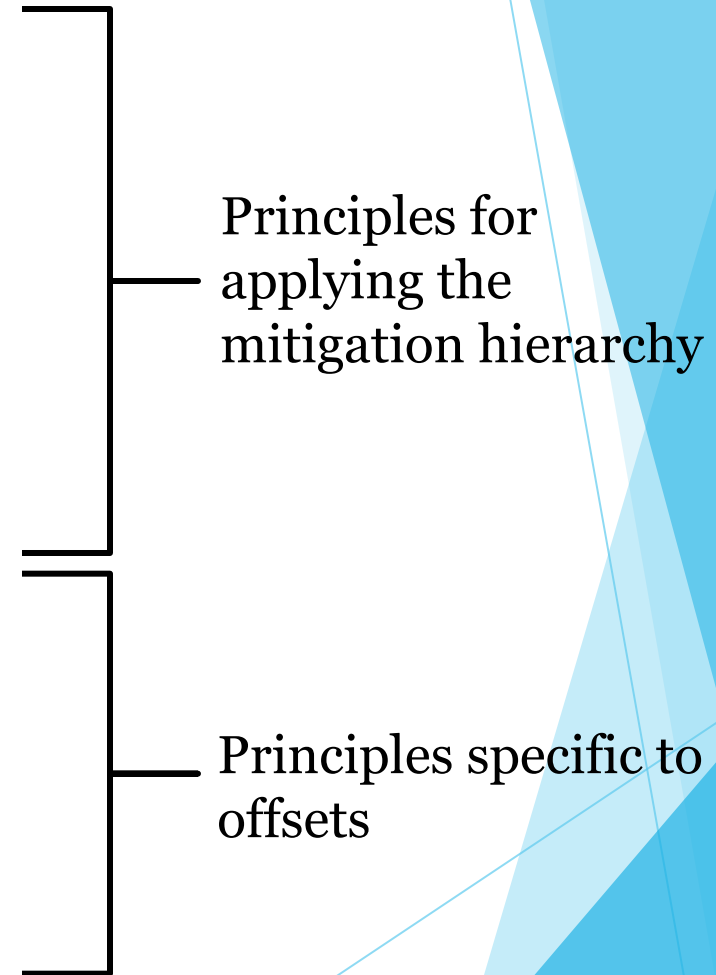 Principles for
applying the
mitigation hierarchy
Principles specific to
offsets